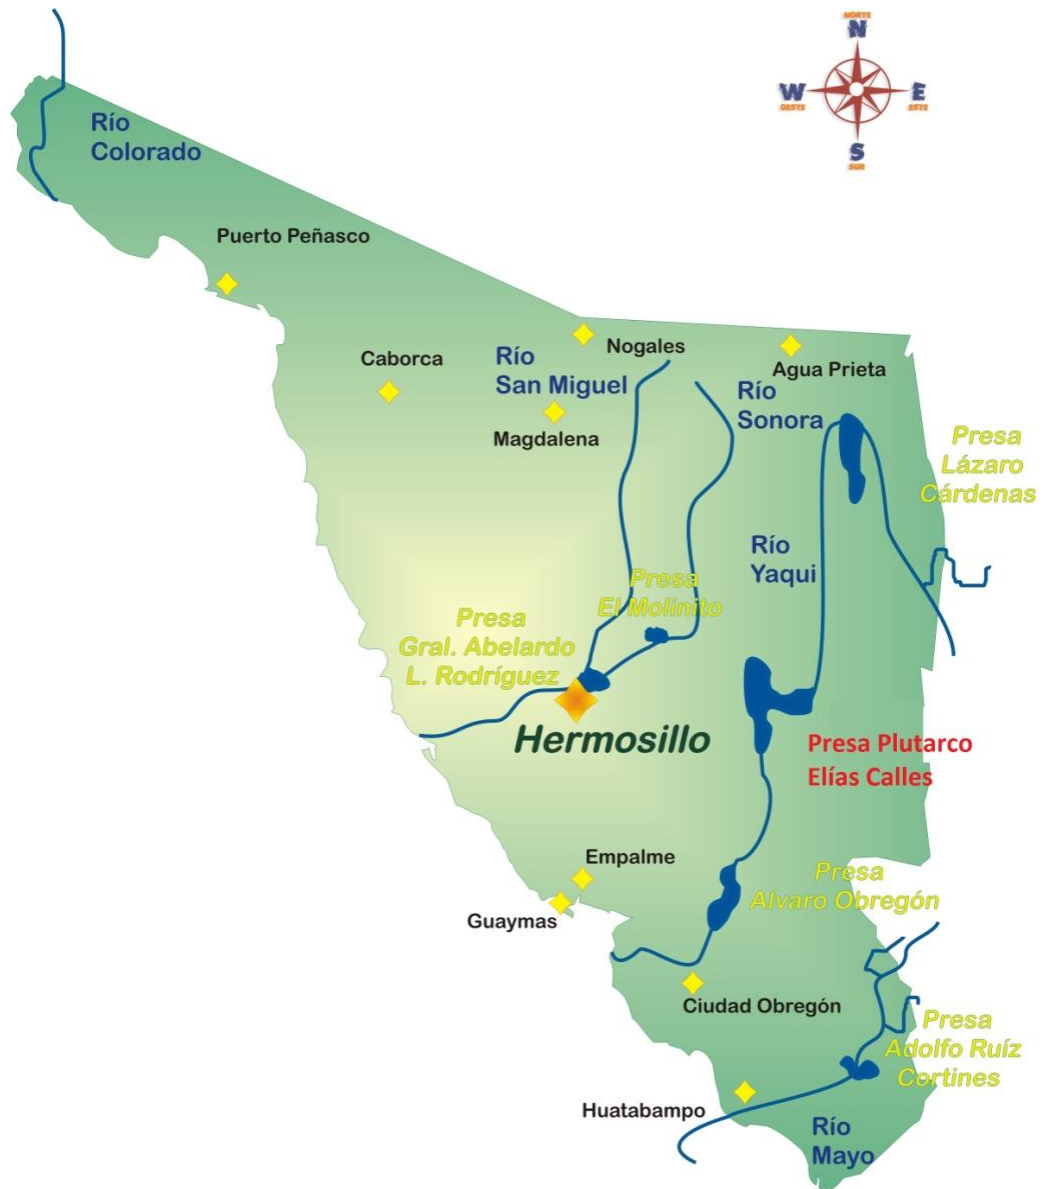 NORTE
N
W
E
OESTE
ESTE
S
SUR
Río
Colorado
Puerto Peñasco
Nogales
Río
San Miguel
Caborca
Agua Prieta
Río
Sonora
Magdalena
Presa
Lázaro
Cárdenas
Río
Yaqui
Presa
El Molinito
Presa
Gral. Abelardo
L. Rodríguez
Hermosillo
Presa Plutarco
Elías Calles
Empalme
Presa
Alvaro Obregón
Guaymas
Ciudad Obregón
Presa
Adolfo Ruíz
Cortines
Huatabampo
Río
Mayo